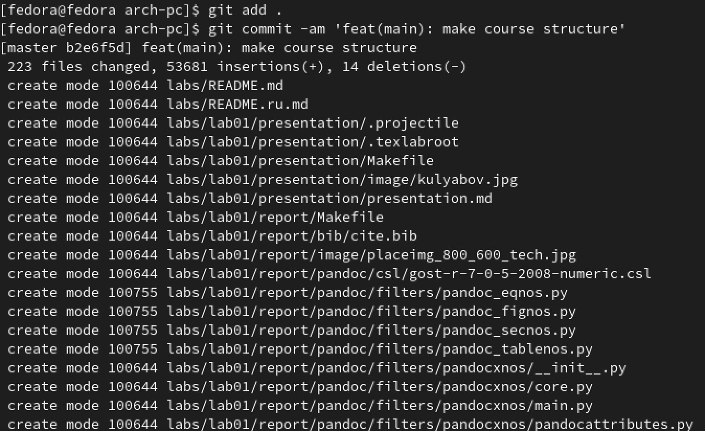 [fedora@fedora arch-pc]$ git add .
[fedora@fedora arch-pc]$ git commit -am 'feat(main): make course structure'
[master b2e6f5d] feat(main): make course structure
 223 files changed, 53681 insertions(+), 14 deletions(-)
 create mode 100644 labs/README.md
 create mode 100644 labs/README.ru.md
 create mode 100644 labs/lab01/presentation/.projectile
 create mode 100644 labs/lab01/presentation/.texlabroot
 create mode 100644 labs/lab01/presentation/Makefile
 create mode 100644 labs/lab01/presentation/image/kulyabov.jpg
 create mode 100644 labs/lab01/presentation/presentation.md
 create mode 100644 labs/lab01/report/Makefile
 create mode 100644 labs/lab01/report/bib/cite.bib
 create mode 100644 labs/lab01/report/image/placeimg_800_600_tech.jpg
 create mode 100644 labs/lab01/report/pandoc/csl/gost-r-7-0-5-2008-numeric.csl
 create mode 100755 labs/lab01/report/pandoc/filters/pandoc_eqnos.py
 create mode 100755 labs/lab01/report/pandoc/filters/pandoc_fignos.py
 create mode 100755 labs/lab01/report/pandoc/filters/pandoc_secnos.py
 create mode 100755 labs/lab01/report/pandoc/filters/pandoc_tablenos.py
 create mode 100644 labs/lab01/report/pandoc/filters/pandocxnos/__init__.py
 create mode 100644 labs/lab01/report/pandoc/filters/pandocxnos/core.py
 create mode 100644 labs/lab01/report/pandoc/filters/pandocxnos/main.py
 create mode 100644 labs/lab01/report/pandoc/filters/pandocxnos/pandocattributes.py